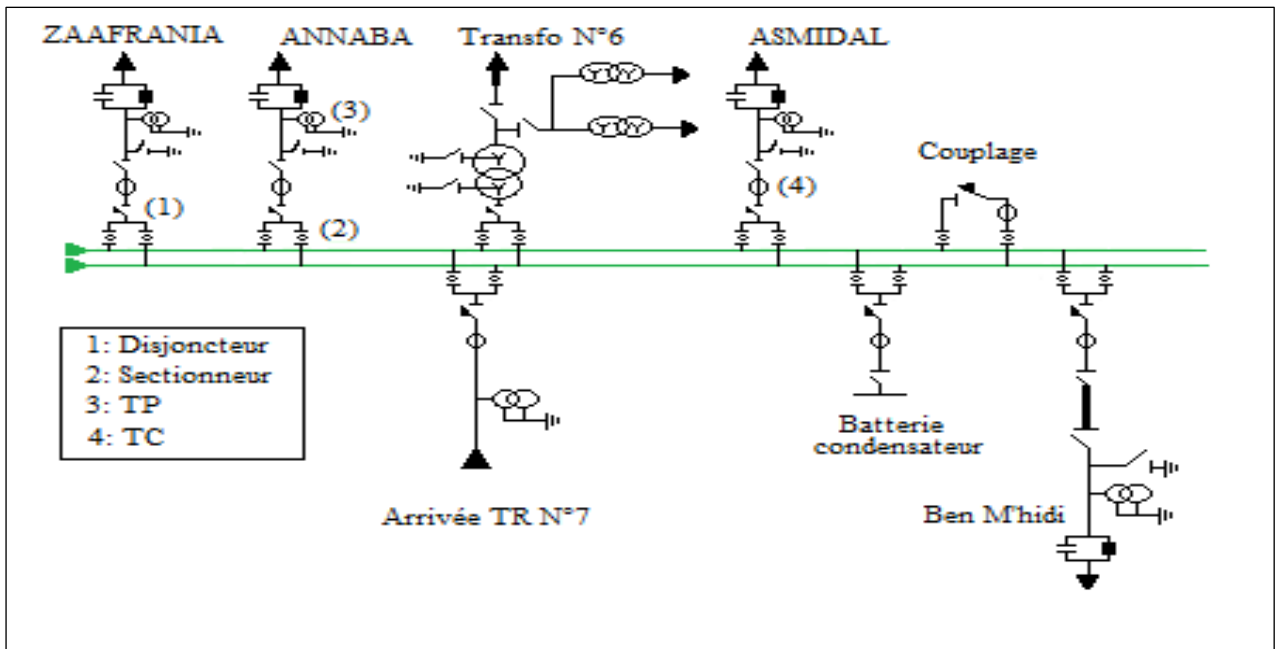 ZAAFRANIA
ANNABA
Transfo N°6
ASMIDAL
(3)
Couplage
(4)
(1)
(2)
1: Disjoncteur
2: Sectionneur
3: TP
4: TC
Batterie
condensateur
Arrivée TR N°7
Ben M'hidi